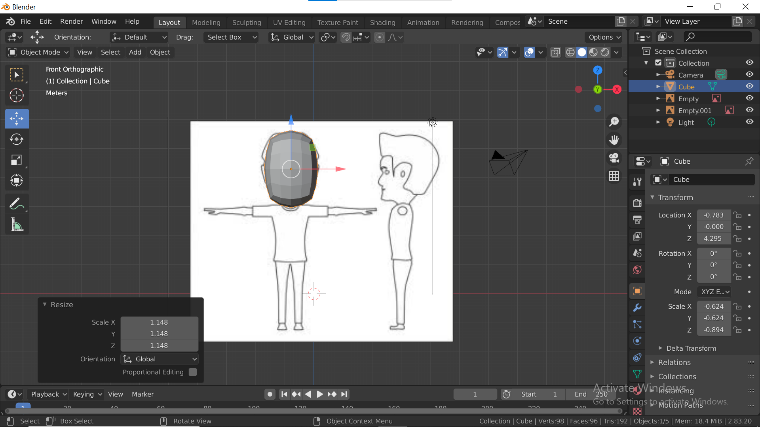 Blender
File Edit Render Window Help Layout Modeling Sculpting UV Editing Texture Paint Shading Animation Rendering Compos Scene View Layer
Orientation: Default Drag: Select Box Global Options
Object Mode View Select Add Object
Front Orthographic
(1) Collection | Cube
Meters
Z
X
Y
Scene Collection
Collection
Camera
Cube
Empty
Empty.001
Light
Cube
Cube
Transform
Location X -0.783
Y -0.000
Z 4.295
Rotation X 0°
Y 0°
Z 0°
Mode XYZ E..
Scale X -0.624
Y -0.624
Z -0.894
Delta Transform
Relations
Collections
Instancing
Motion Paths
Resize
Scale X 1.148
Y 1.148
Z 1.148
Orientation Global
Proportional Editing
Activate Windows
Go to Settings to activate Windows.
Playback Keying View Marker 1 Start 1 End 250
Select Box Select Rotate View Object Context Menu Collection | Cube | Verts:98 | Faces:96 | Tris:192 | Objects:1/5 | Mem: 18.4 MiB | 2.83.20